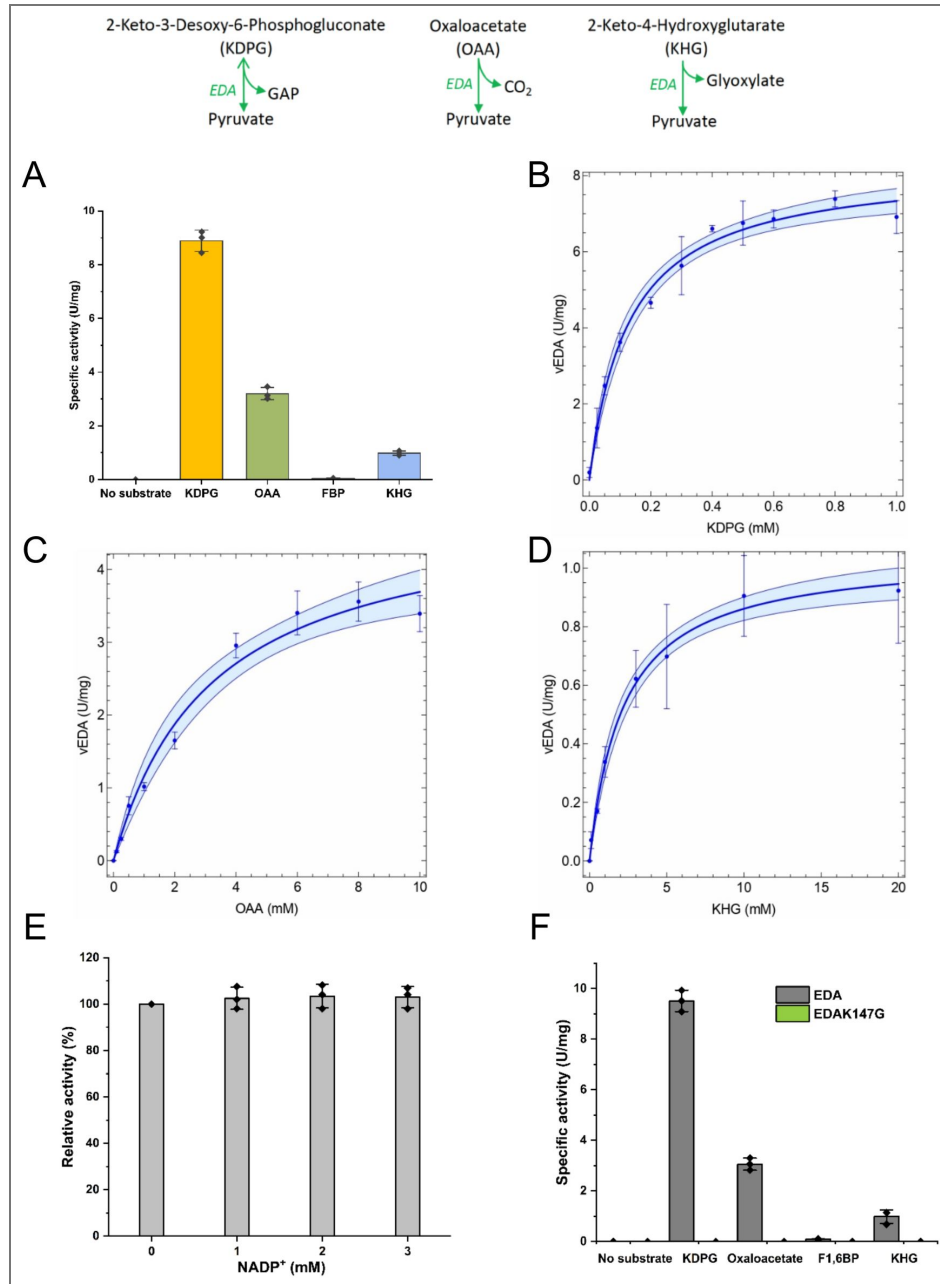 2-Keto-3-Desoxy-6-Phosphogluconate
(KDPG)
EDA
GAP
Pyruvate
Oxaloacetate
(OAA)
EDA
CO2
Pyruvate
2-Keto-4-Hydroxyglutarate
(KHG)
EDA
Glyoxylate
Pyruvate
A
Specific activtiy (U/mg)
10
8
6
4
2
0
No substrate KDPG OAA FBP KHG
B
vEDA (U/mg)
8
6
4
2
0
0.0 0.2 0.4 0.6 0.8 1.0
KDPG (mM)
C
vEDA (U/mg)
4
3
2
1
0
0 2 4 6 8 10
OAA (mM)
D
vEDA (U/mg)
1.0
0.8
0.6
0.4
0.2
0.0
0 5 10 15 20
KHG (mM)
E
Relative activity (%)
120
100
80
60
40
20
0
0 1 2 3
NADP+ (mM)
F
Specific activity (U/mg)
10
8
6
4
2
0
EDA
EDAK147G
No substrate KDPG Oxaloacetate F1,6BP KHG